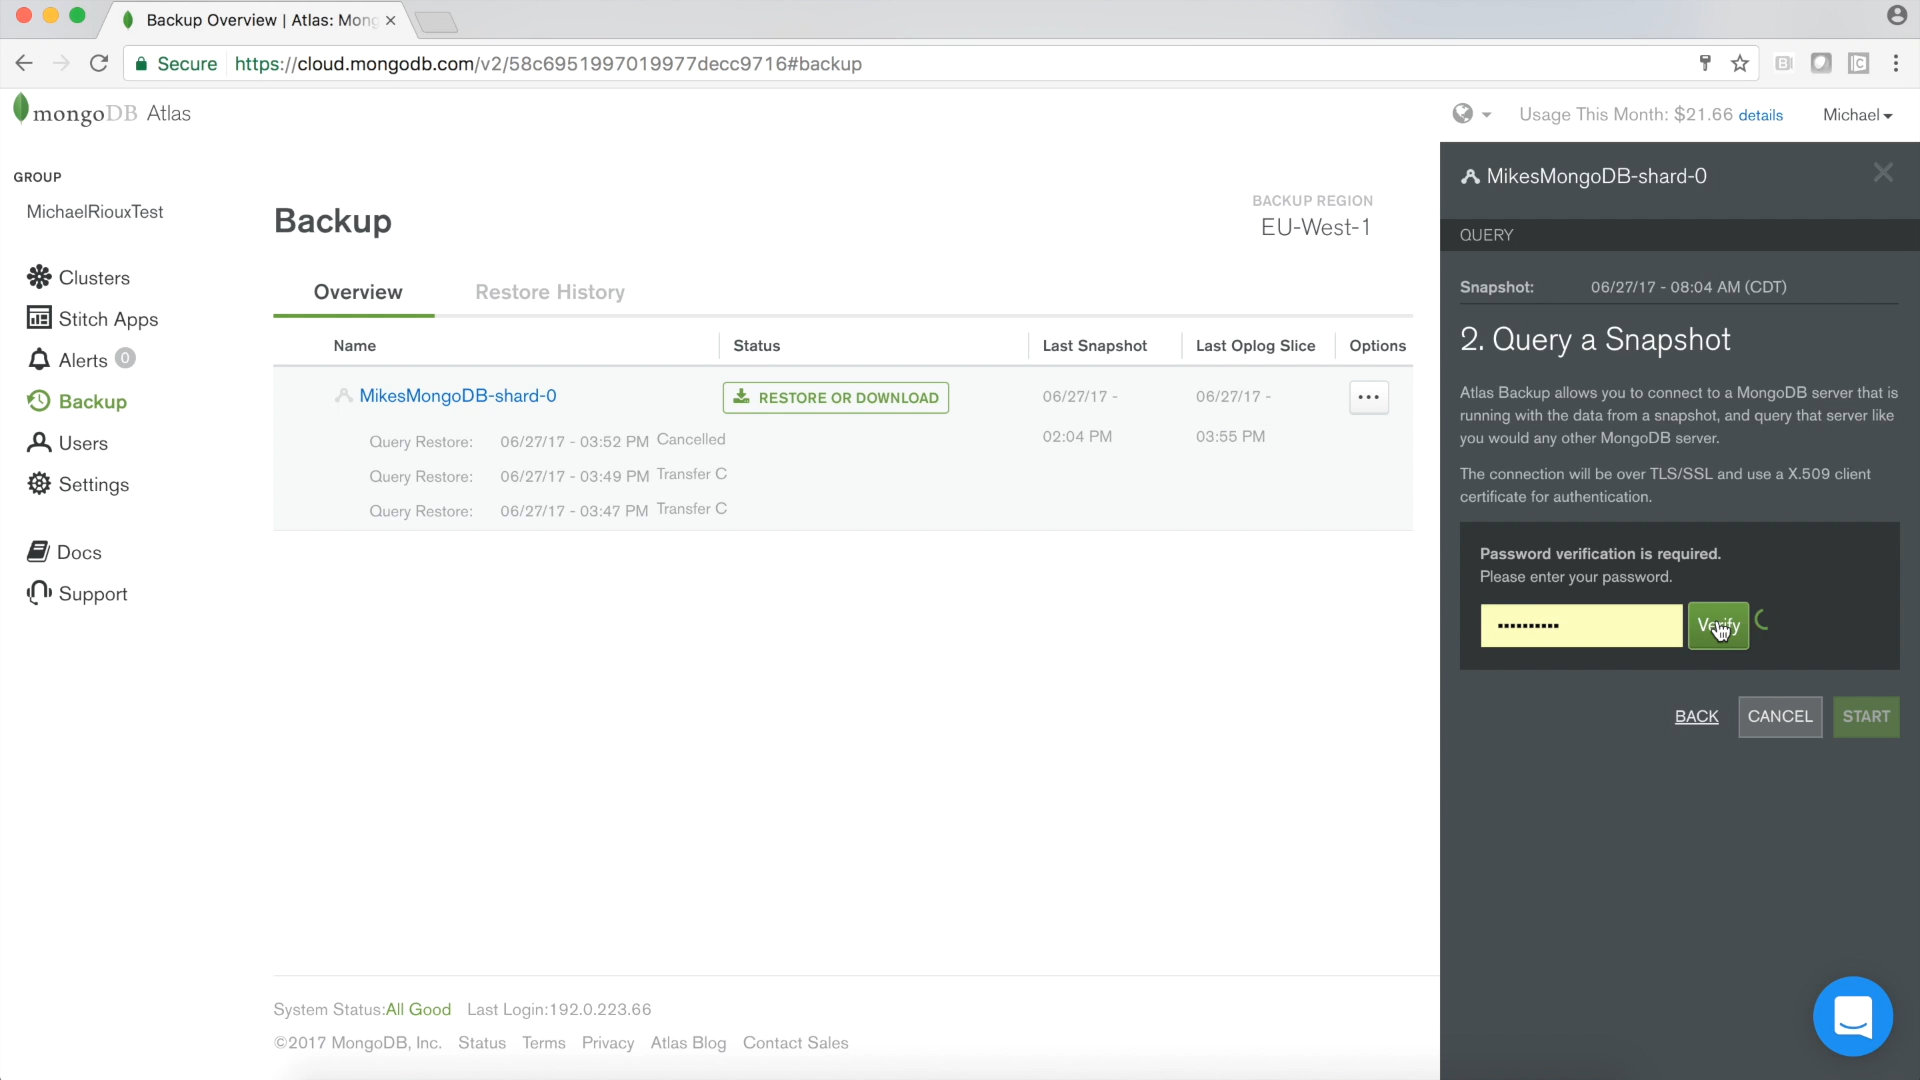 Backup Overview | Atlas: Mong
Secure https://cloud.mongodb.com/v2/58c6951997019977decc9716#backup
mongoDB Atlas
Usage This Month: $21.66 details Michael
GROUP
MichaelRiouxTest
Clusters
Stitch Apps
Alerts 0
Backup
Users
Settings
Docs
Support
Backup
BACKUP REGION
EU-West-1
Overview Restore History
Name Status Last Snapshot Last Oplog Slice Options
MikesMongoDB-shard-0 RESTORE OR DOWNLOAD 06/27/17 - 06/27/17 -
02:04 PM 03:55 PM
Query Restore: 06/27/17 - 03:52 PM Cancelled
Query Restore: 06/27/17 - 03:49 PM Transfer C
Query Restore: 06/27/17 - 03:47 PM Transfer C
MikesMongoDB-shard-0
QUERY
Snapshot: 06/27/17 - 08:04 AM (CDT)
2. Query a Snapshot
Atlas Backup allows you to connect to a MongoDB server that is
running with the data from a snapshot, and query that server like
you would any other MongoDB server.
The connection will be over TLS/SSL and use a X.509 client
certificate for authentication.
Password verification is required.
Please enter your password.
••••••••••
Verify
BACK CANCEL START
System Status:All Good Last Login:192.0.223.66
©2017 MongoDB, Inc. Status Terms Privacy Atlas Blog Contact Sales